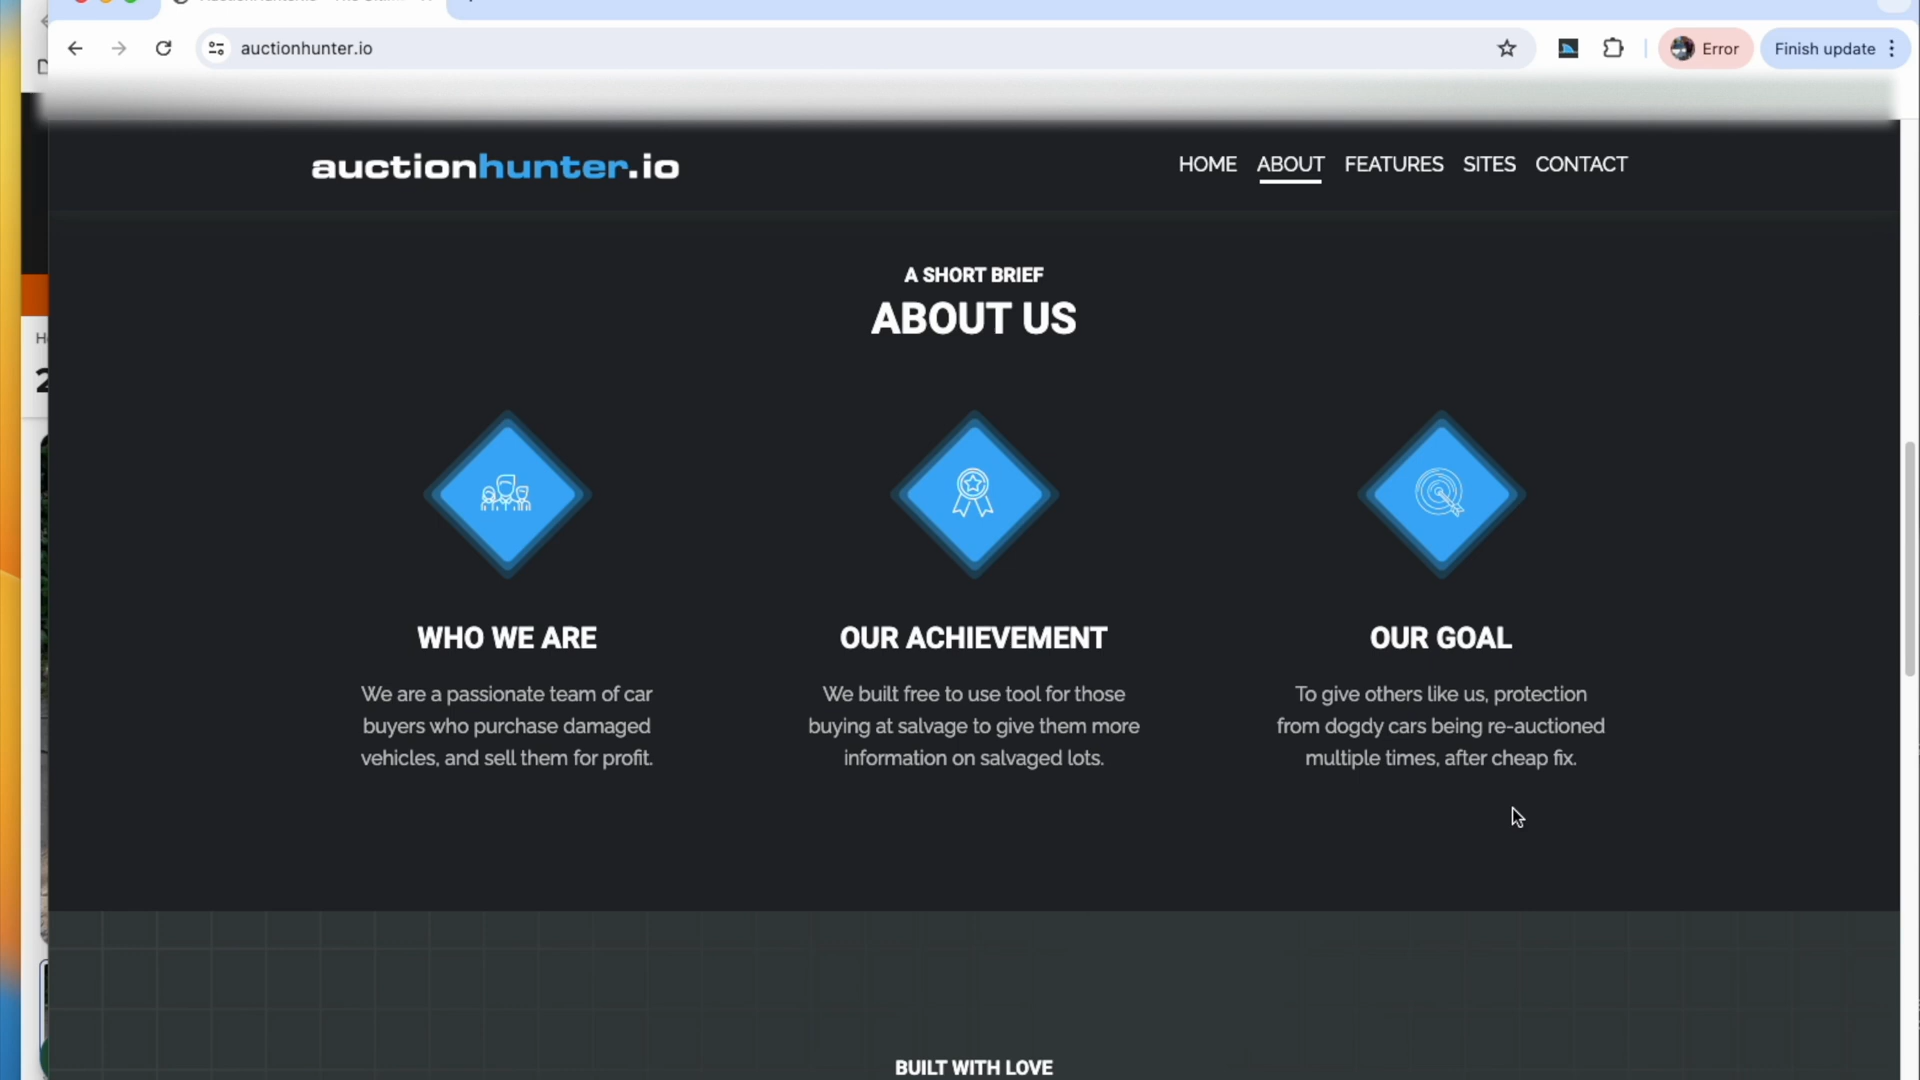 auctionhunter.io
Error
Finish update
auctionhunter.io
HOME ABOUT FEATURES SITES CONTACT
A SHORT BRIEF
ABOUT US
WHO WE ARE
We are a passionate team of car
buyers who purchase damaged
vehicles, and sell them for profit.
OUR ACHIEVEMENT
We built free to use tool for those
buying at salvage to give them more
information on salvaged lots.
OUR GOAL
To give others like us, protection
from dogdy cars being re-auctioned
multiple times, after cheap fix.
BUILT WITH LOVE